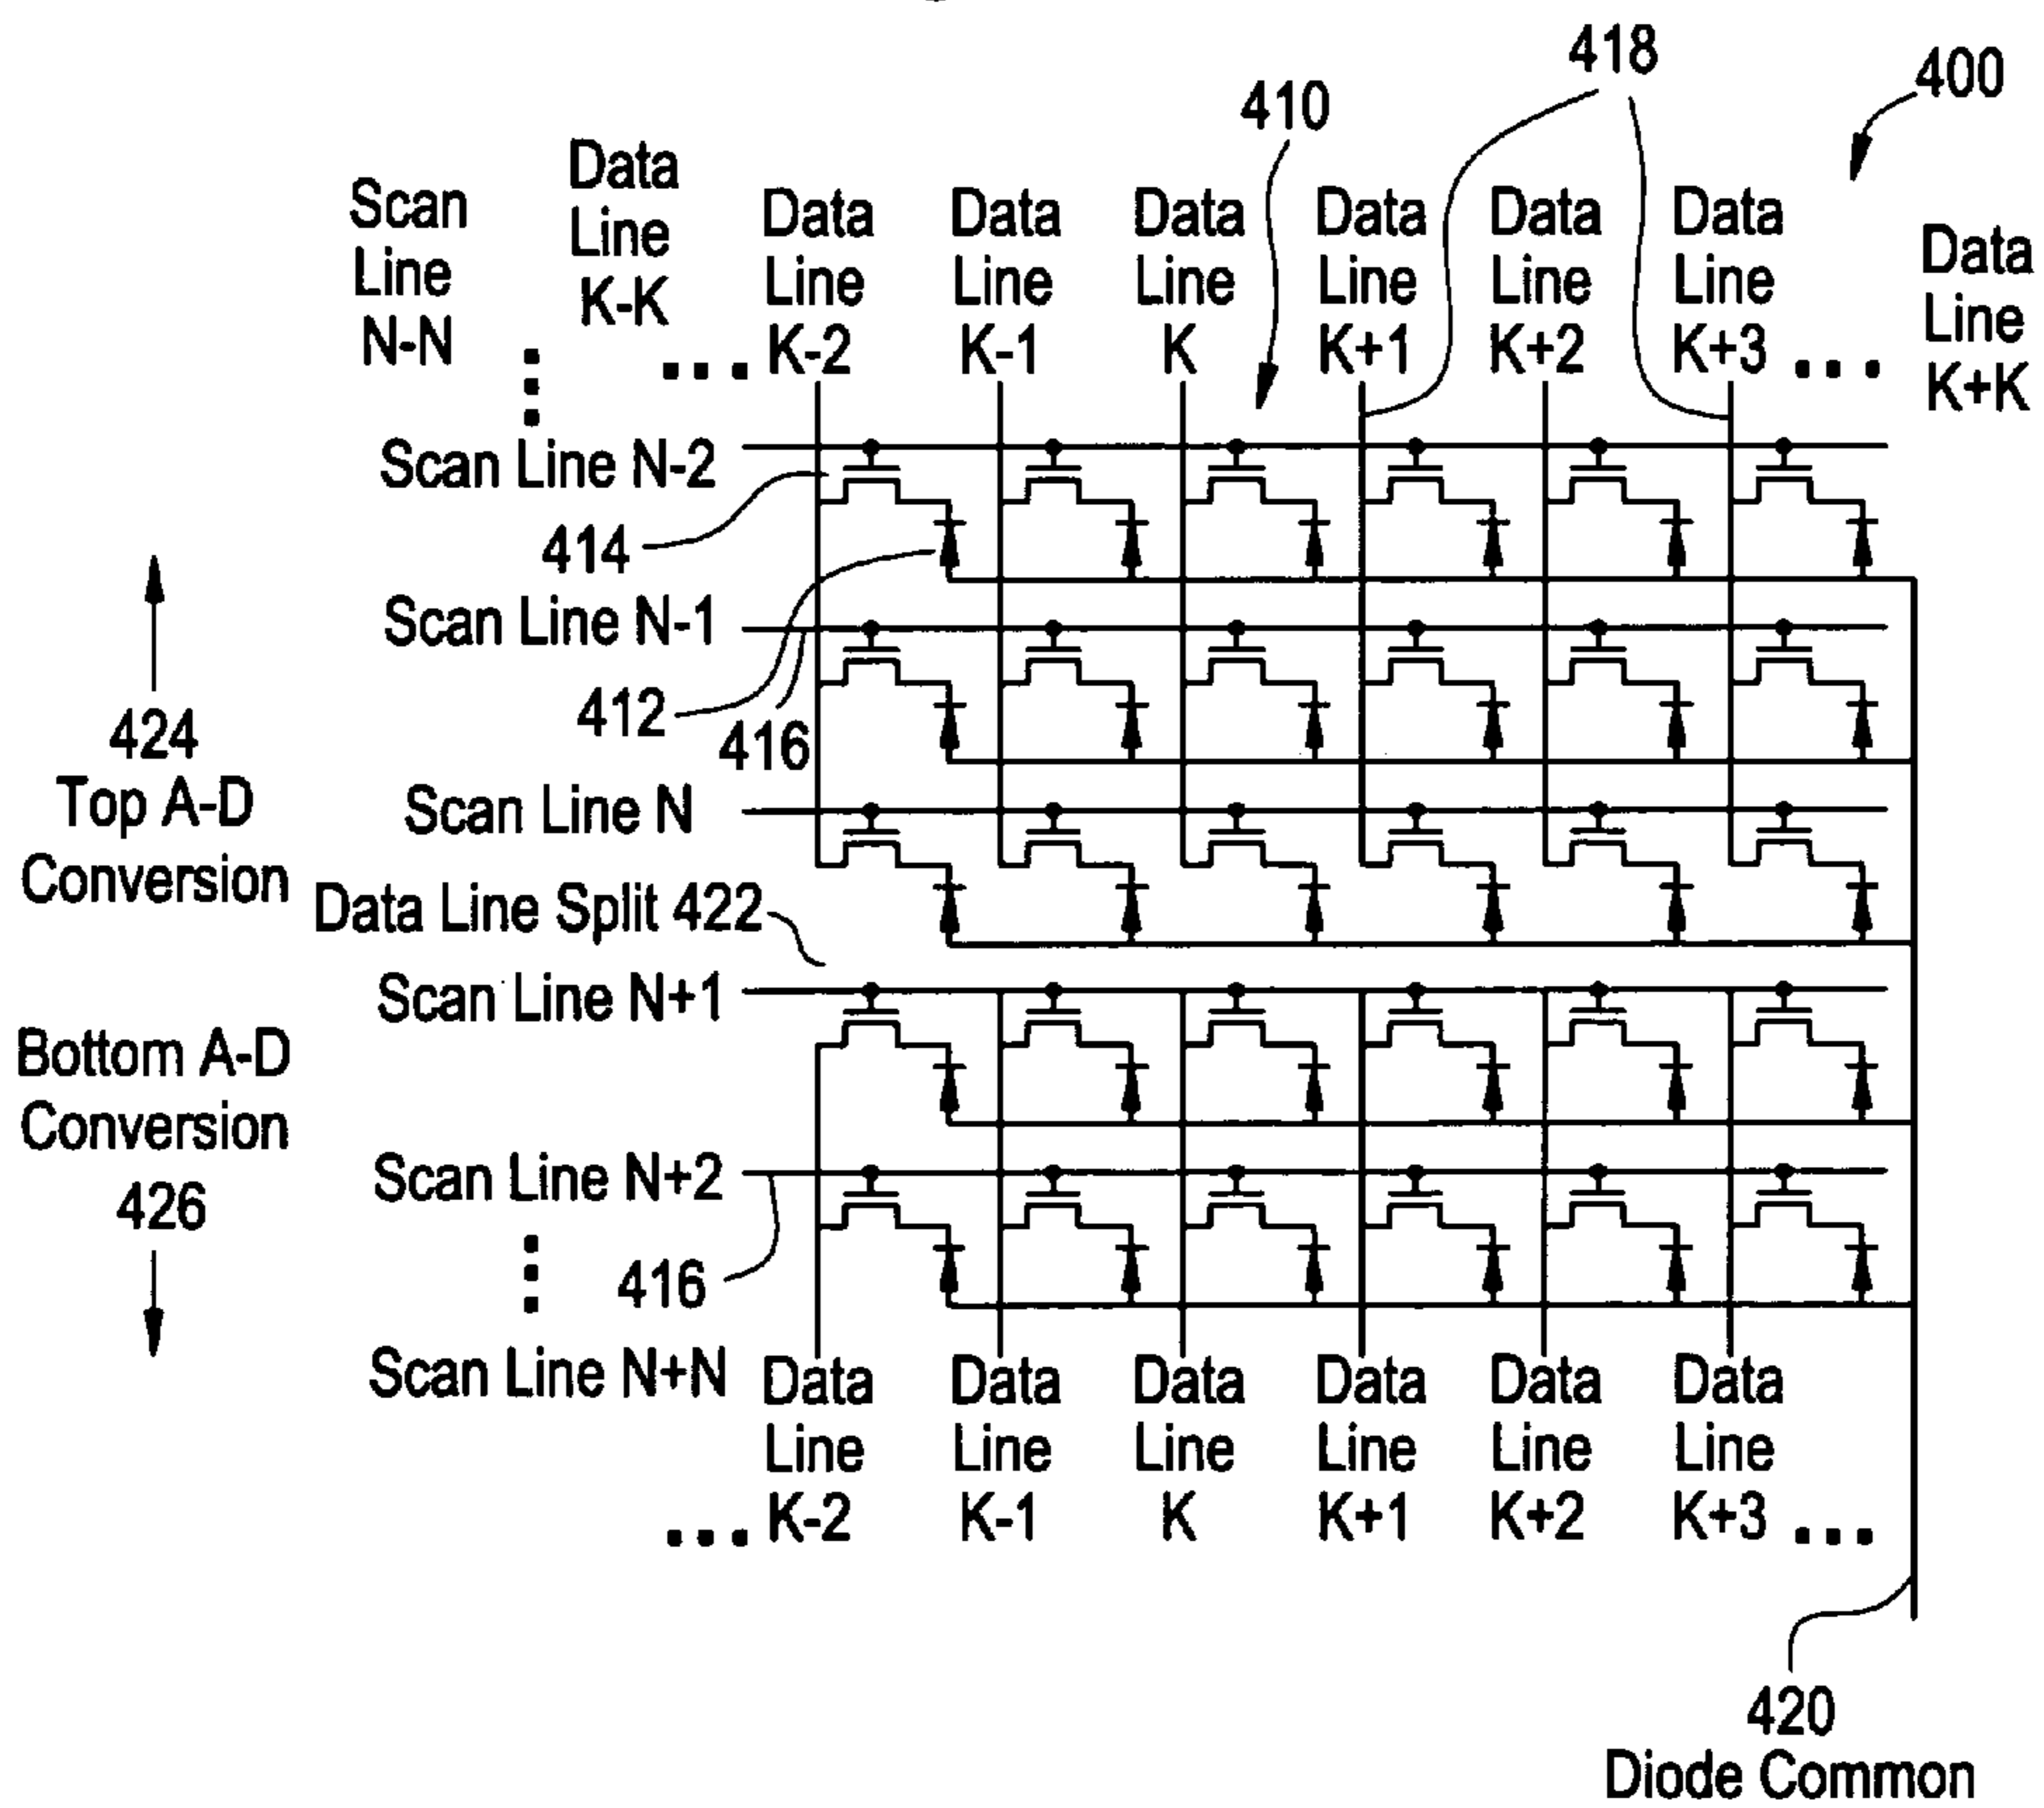 418
400
410
Scan
Line
N-N
Data
Line
K-K
Data
Line
K-2
Data
Line
K-1
Data
Line
K
Data
Line
K+1
Data
Line
K+2
Data
Line
K+3
Data
Line
K+K
Scan Line N-2
414
Scan Line N-1
412
416
424
Top A-D
Conversion
Scan Line N
Data Line Split 422
Scan Line N+1
Bottom A-D
Conversion
426
Scan Line N+2
416
Scan Line N+N
Data
Line
K-2
Data
Line
K-1
Data
Line
K
Data
Line
K+1
Data
Line
K+2
Data
Line
K+3
420
Diode Common